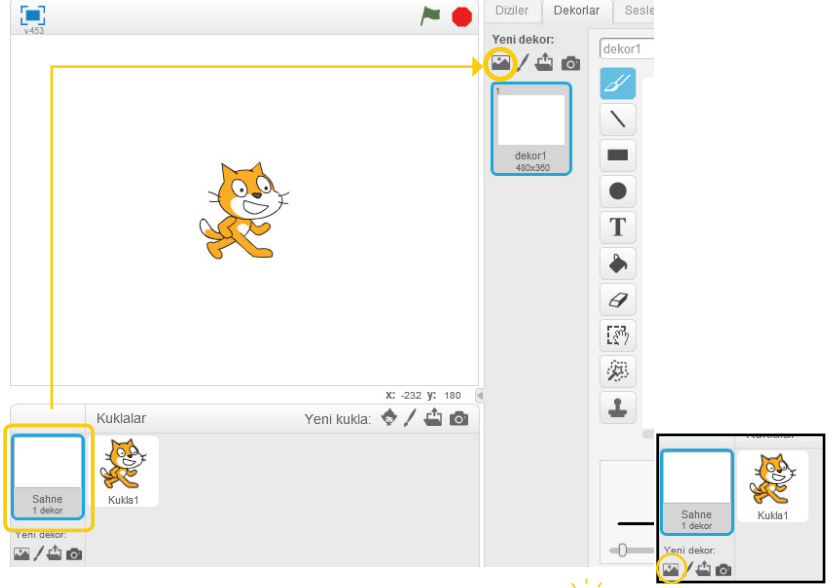 v453
Diziler Dekorlar Sesle
Yeni dekor:
dekor1
1
dekor1
480x360
T
X: -232 y: 180
Kuklalar Yeni kukla:
Sahne
1 dekor
Kukla1
Yeni dekor:
Kuklalar
Sahne
1 dekor
Kukla1
Yeni dekor: